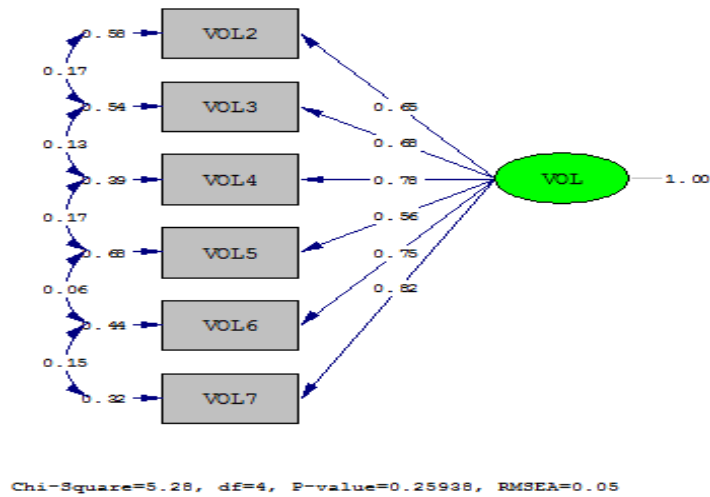 0.58 VOL2
0.17
0.54 VOL3 0.65
0.13 0.68
0.39 VOL4 0.78 VOL 1.00
0.17 0.56
0.68 VOL5 0.75
0.06 0.82
0.44 VOL6
0.15
0.32 VOL7
Chi-Square=5.28, df=4, P-value=0.25938, RMSEA=0.05